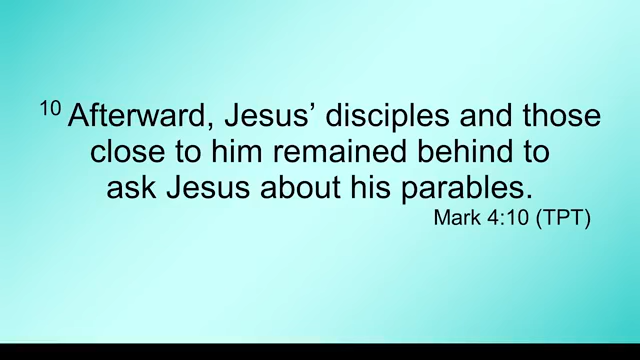 10 Afterward, Jesus’ disciples and those
close to him remained behind to
ask Jesus about his parables.
Mark 4:10 (TPT)